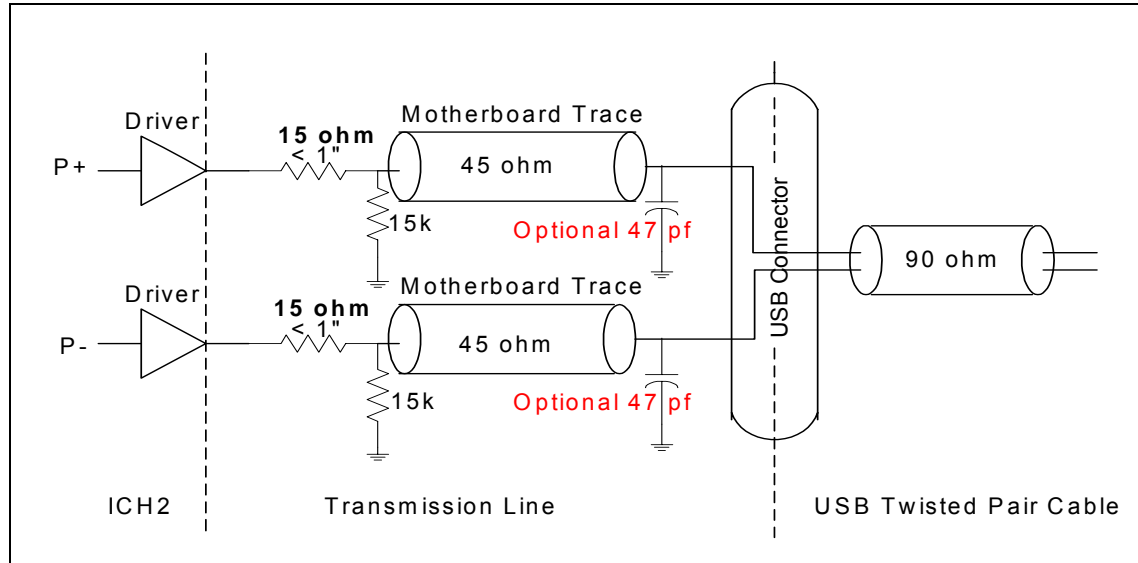 Driver
15 ohm
< 1"
Motherboard Trace
P+
45 ohm
15k
Optional 47 pf
Driver
15 ohm
< 1"
Motherboard Trace
P-
45 ohm
15k
Optional 47 pf
USB Connector
90 ohm
ICH2
Transmission Line
USB Twisted Pair Cable